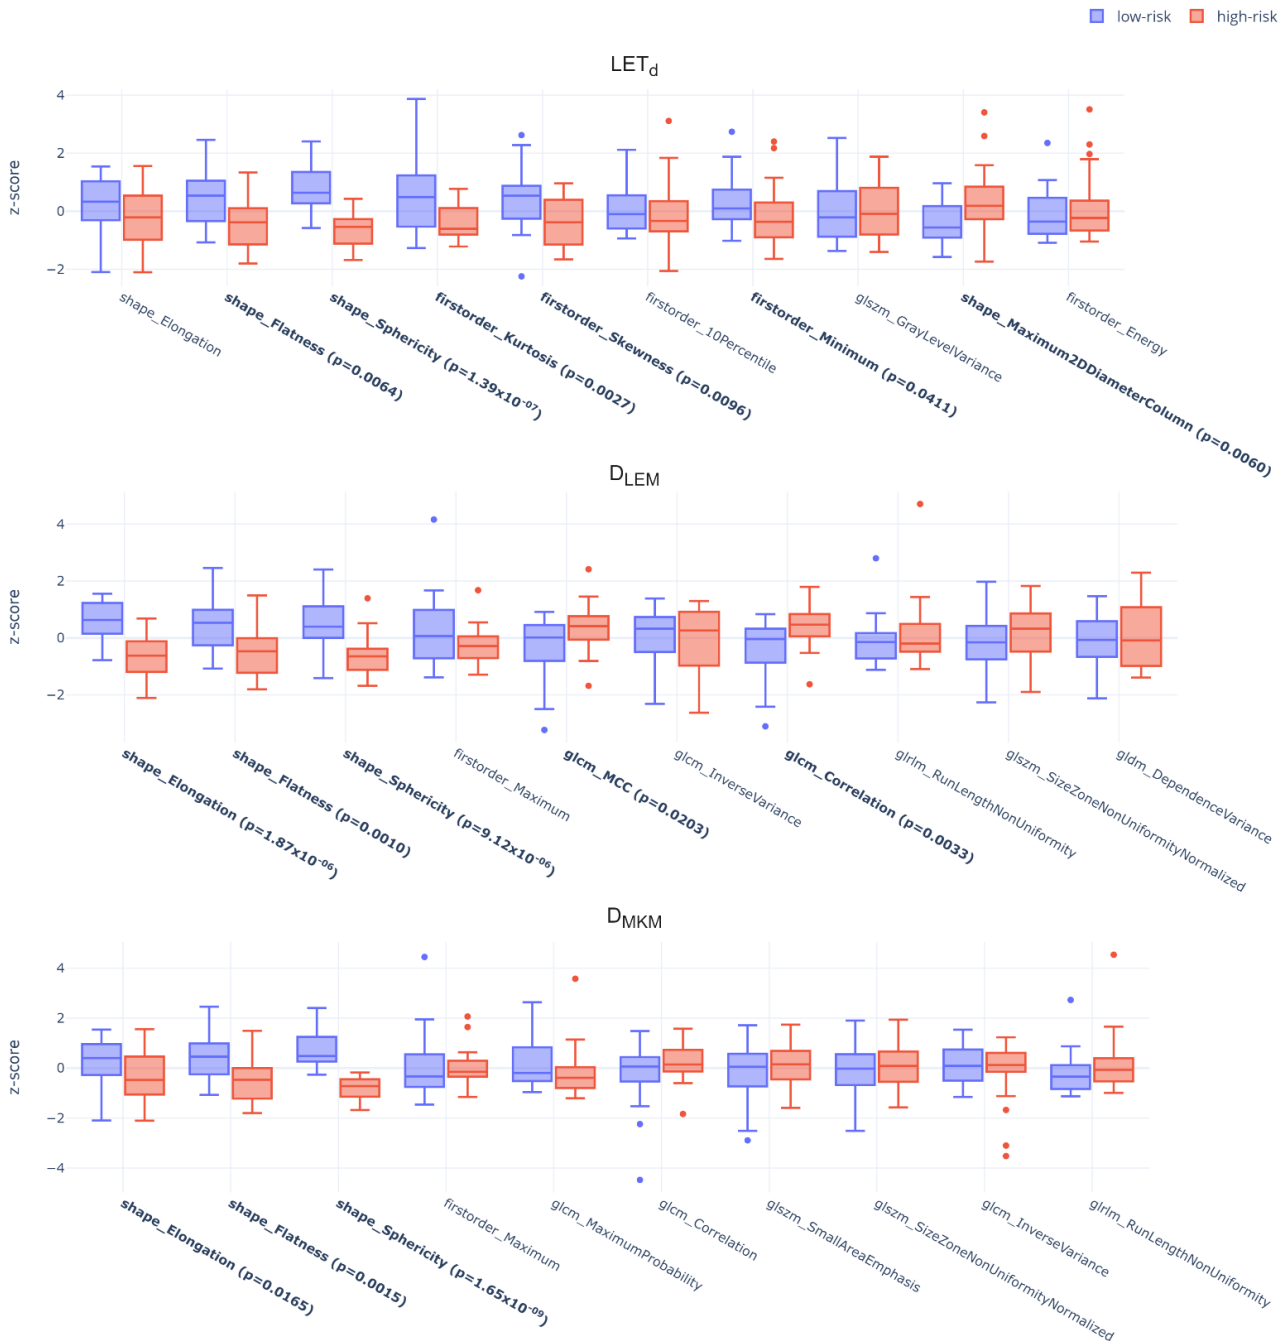 low-risk
high-risk
LETd
z-score
4
2
0
−2
shape_Elongation
shape_Flatness (p=0.0064)
shape_Sphericity (p=1.39x10⁻⁰⁷)
firstorder_Kurtosis (p=0.0027)
firstorder_Skewness (p=0.0096)
firstorder_10Percentile
firstorder_Minimum (p=0.0411)
glszm_GrayLevelVariance
shape_Maximum2DDiameterColumn (p=0.0060)
firstorder_Energy
DLEM
z-score
4
2
0
−2
shape_Elongation (p=1.87x10⁻⁰⁶)
shape_Flatness (p=0.0010)
shape_Sphericity (p=9.12x10⁻⁰⁶)
firstorder_Maximum
glcm_MCC (p=0.0203)
glcm_InverseVariance
glcm_Correlation (p=0.0033)
glrlm_RunLengthNonUniformity
glszm_SizeZoneNonUniformityNormalized
gldm_DependenceVariance
DMKM
z-score
4
2
0
−2
−4
shape_Elongation (p=0.0165)
shape_Flatness (p=0.0015)
shape_Sphericity (p=1.65x10⁻⁰⁹)
firstorder_Maximum
glcm_MaximumProbability
glcm_Correlation
glszm_SmallAreaEmphasis
glszm_SizeZoneNonUniformityNormalized
glcm_InverseVariance
glrlm_RunLengthNonUniformity